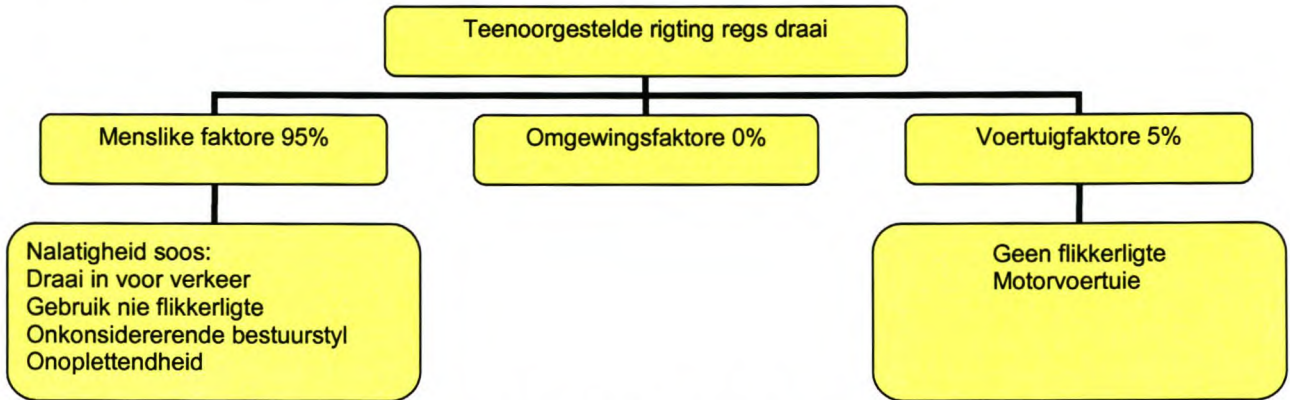 Teenoorgestelde rigting regs draai
Menslike faktore 95%
Omgewingsfaktore 0%
Voertuigfaktore 5%
Nalatigheid soos:
Draai in voor verkeer
Gebruik nie flikkerligte
Onkonsidererende bestuurstyl
Onoplettendheid
Geen flikkerligte
Motorvoertuie